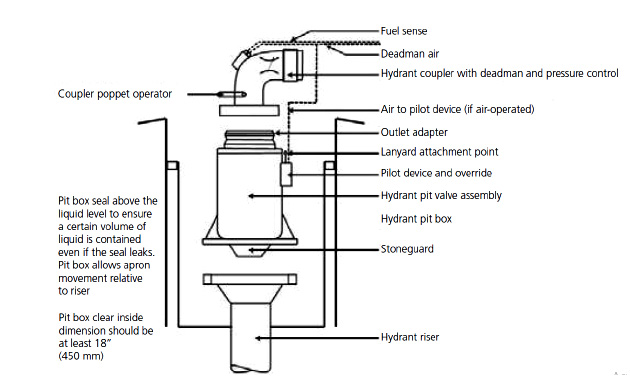 Fuel sense
Deadman air
Hydrant coupler with deadman and pressure control
Coupler poppet operator
Air to pilot device (if air-operated)
Outlet adapter
Lanyard attachment point
Pilot device and override
Hydrant pit valve assembly
Hydrant pit box
Stoneguard
Hydrant riser
Pit box seal above the
liquid level to ensure
a certain volume of
liquid is contained
even if the seal leaks.
Pit box allows apron
movement relative
to riser
Pit box clear inside
dimension should be
at least 18"
(450 mm)